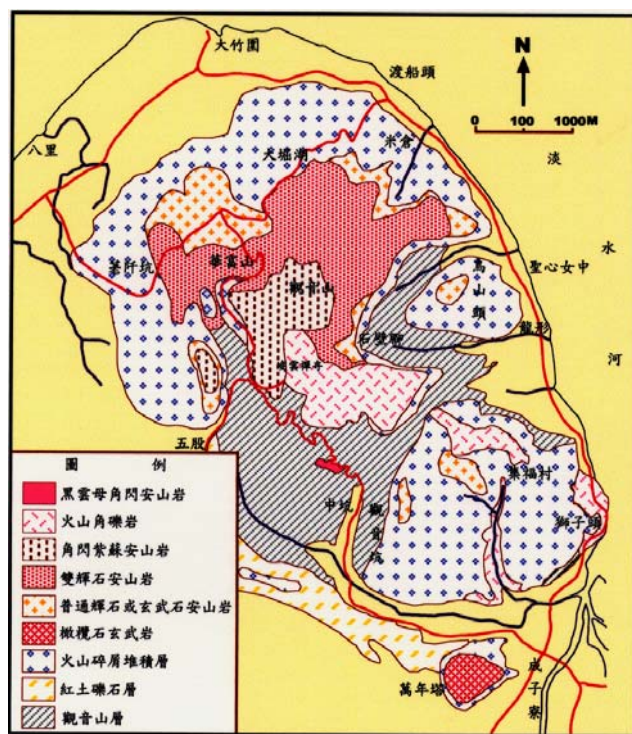 大竹圍
渡船頭
N
0 100 1000M
八里
米倉
大堀湖
淡
水
河
聖心女中
烏山頭
荖阡坑
華富山
觀音山
龍形
石壁腳
凌雲禪寺
五股
集福村
獅子頭
中坑
觀音坑
成子寮
萬年塔
圖 例
黑雲母角閃安山岩
火山角礫岩
角閃紫蘇安山岩
雙輝石安山岩
普通輝石或玄武石安山岩
橄欖石玄武岩
火山碎屑堆積層
紅土礫石層
觀音山層